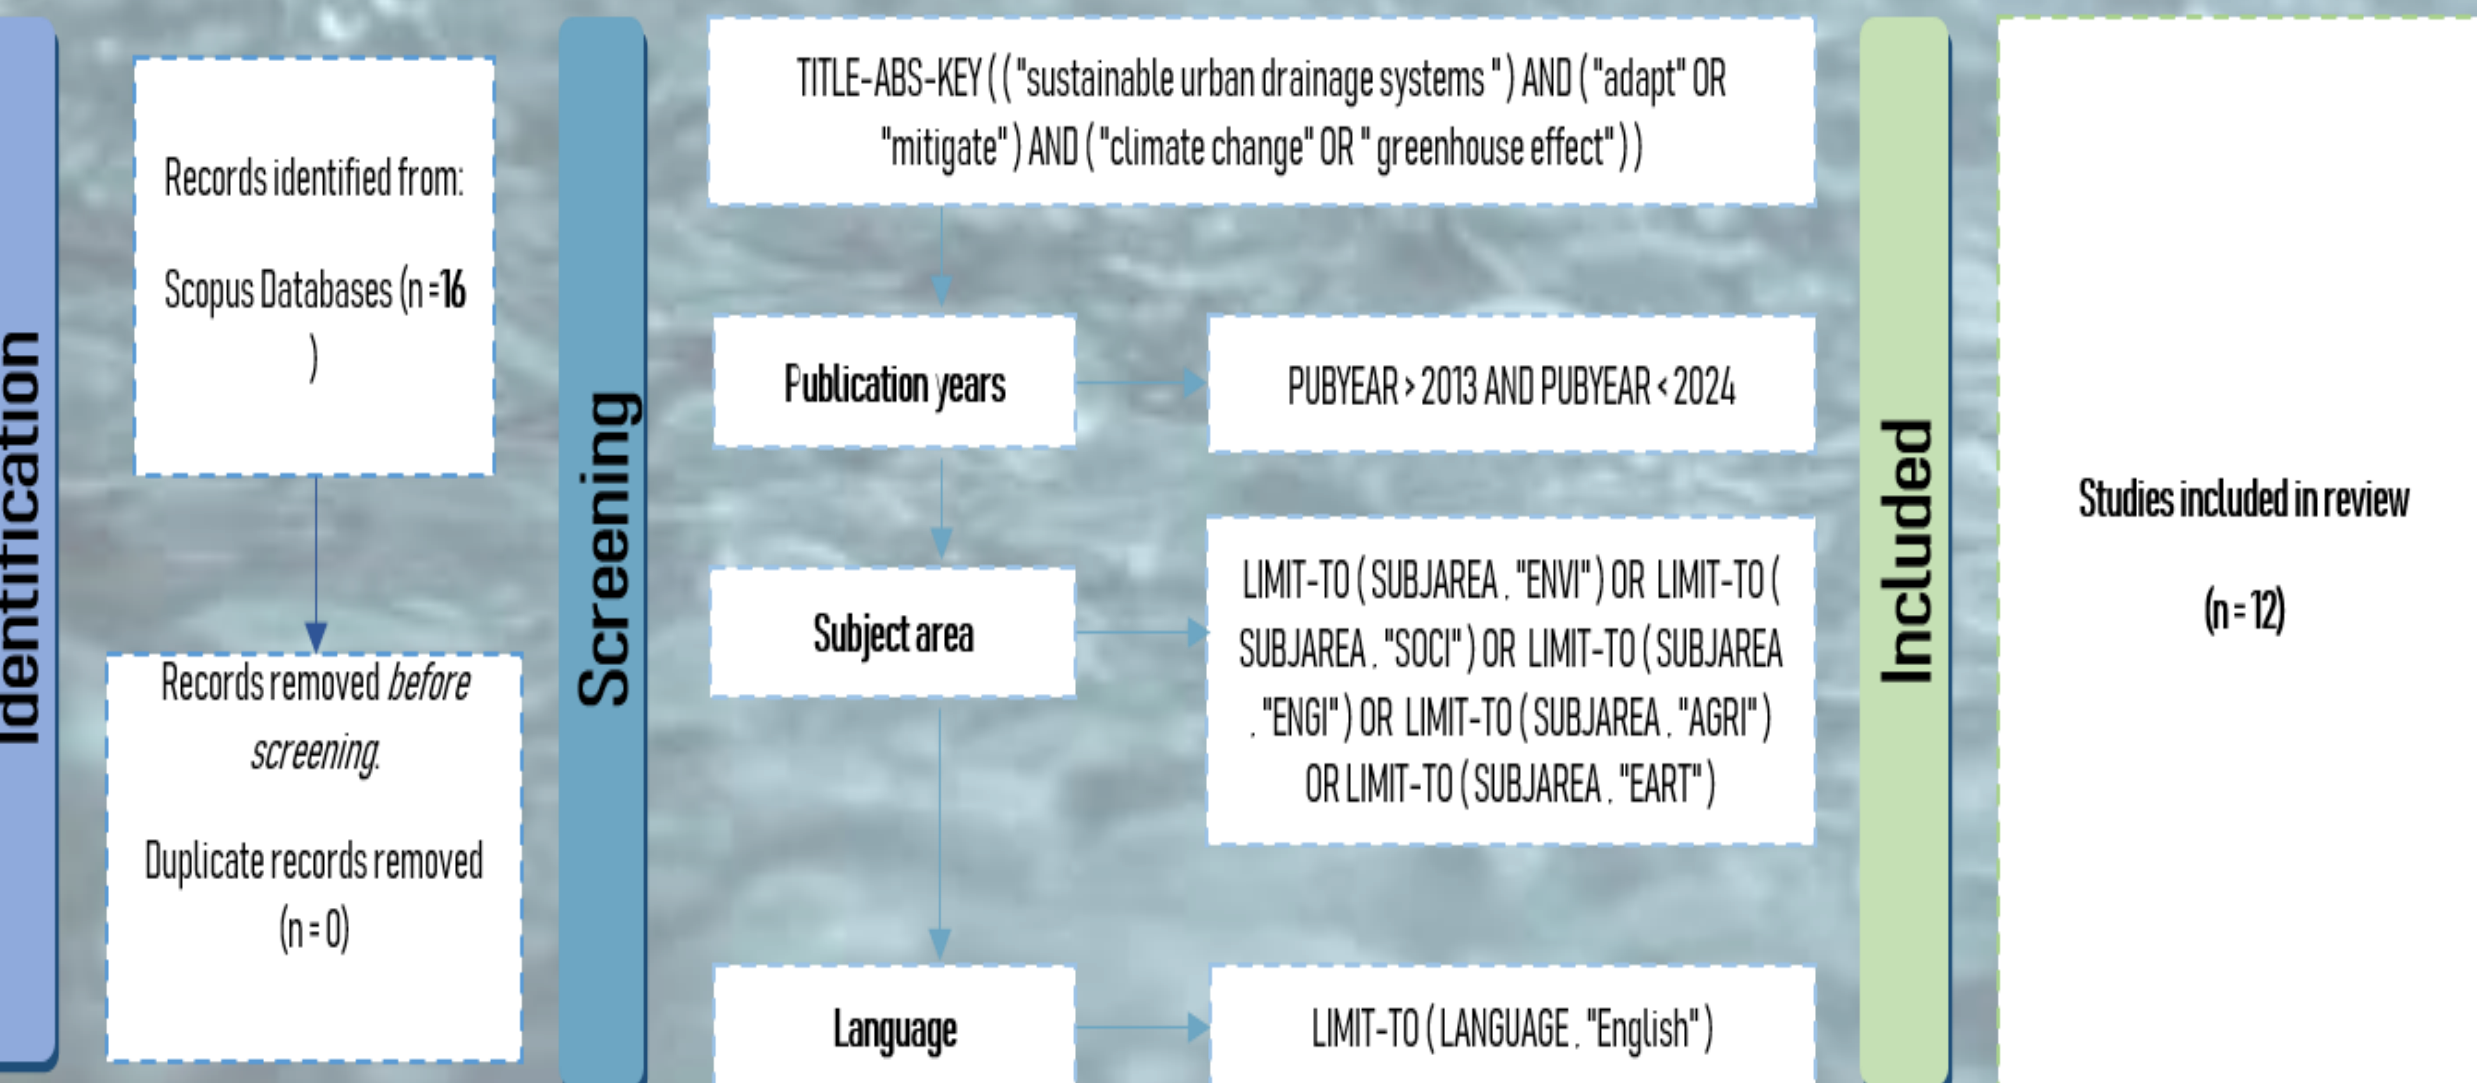 Identification
Records identified from:
Scopus Databases (n =16
)
Records removed before
screening.
Duplicate records removed
(n = 0)
Screening
TITLE-ABS-KEY ( ( "sustainable urban drainage systems " ) AND ( "adapt" OR
"mitigate" ) AND ( "climate change" OR " greenhouse effect" ) )
Publication years
PUBYEAR > 2013 AND PUBYEAR < 2024
Subject area
LIMIT-TO ( SUBJAREA , "ENVI" ) OR LIMIT-TO (
SUBJAREA , "SOCI" ) OR LIMIT-TO ( SUBJAREA
, "ENGI" ) OR LIMIT-TO ( SUBJAREA , "AGRI" )
OR LIMIT-TO ( SUBJAREA , "EART" )
Language
LIMIT-TO ( LANGUAGE , "English" )
Included
Studies included in review
(n = 12)